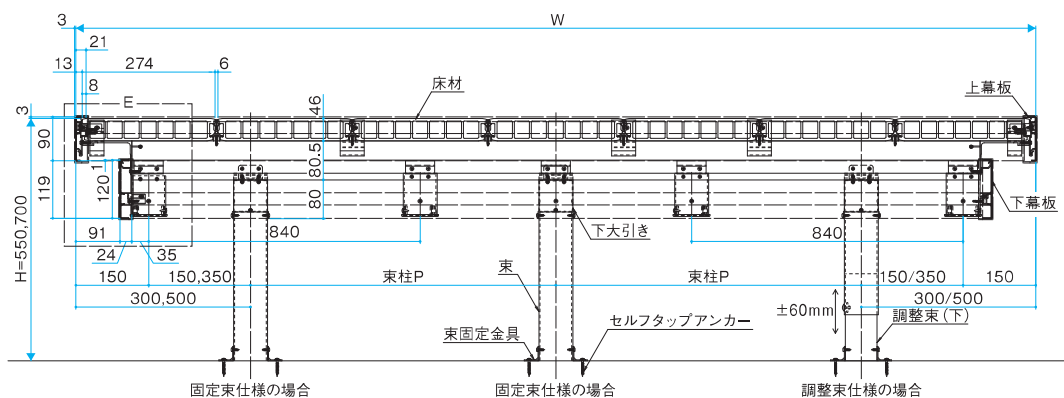 3
W
21
13
274
6
8
E
床材
46
上幕板
3
90
80.5
1
119
120
80
下幕板
H=550,700
91
840
下大引き
840
24
35
150
150,350
束柱P
束
束柱P
150/350
150
300,500
±60mm
300/500
セルフタップアンカー
調整束(下)
束固定金具
固定束仕様の場合
固定束仕様の場合
調整束仕様の場合